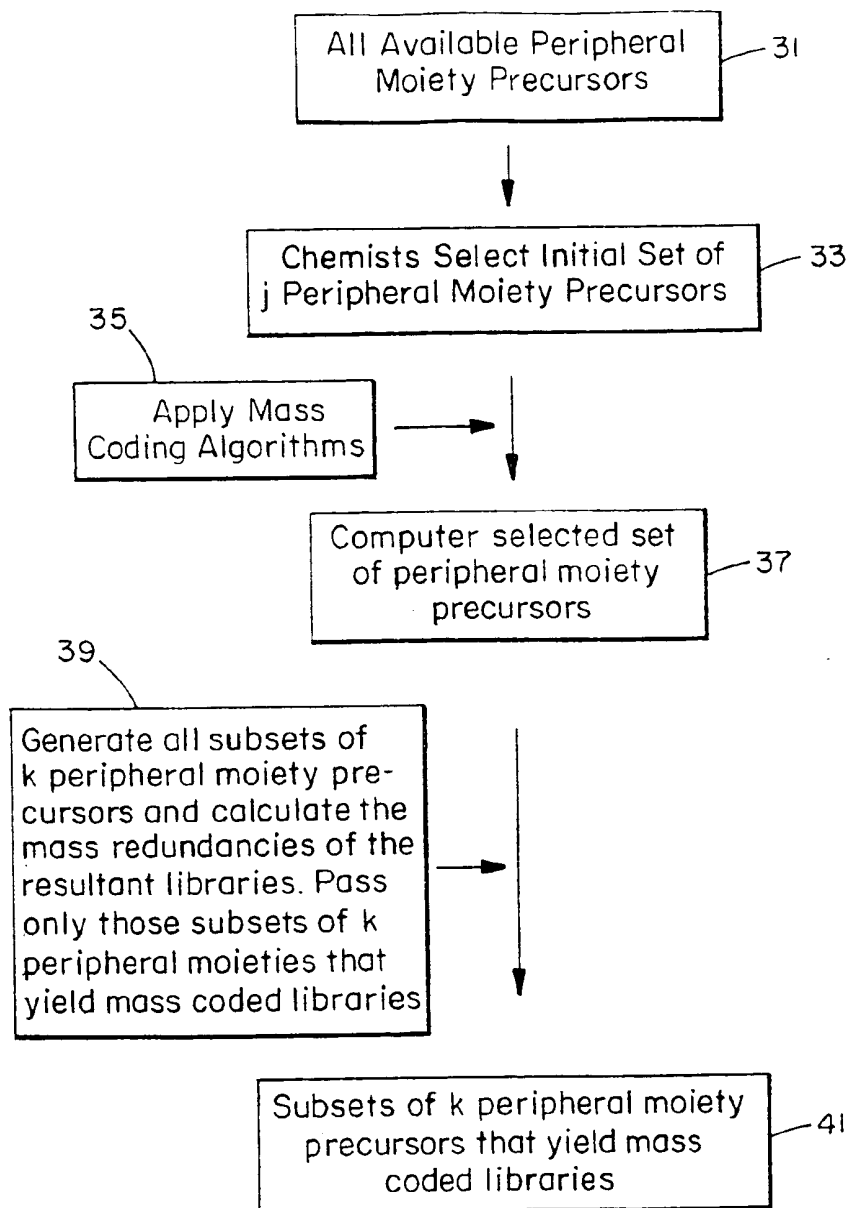 All Available Peripheral
Moiety Precursors
31
Chemists Select Initial Set of
j Peripheral Moiety Precursors
33
35
Apply Mass
Coding Algorithms
Computer selected set
of peripheral moiety
precursors
37
39
Generate all subsets of
k peripheral moiety pre-
cursors and calculate the
mass redundancies of the
resultant libraries. Pass
only those subsets of k
peripheral moieties that
yield mass coded libraries
Subsets of k peripheral moiety
precursors that yield mass
coded libraries
41